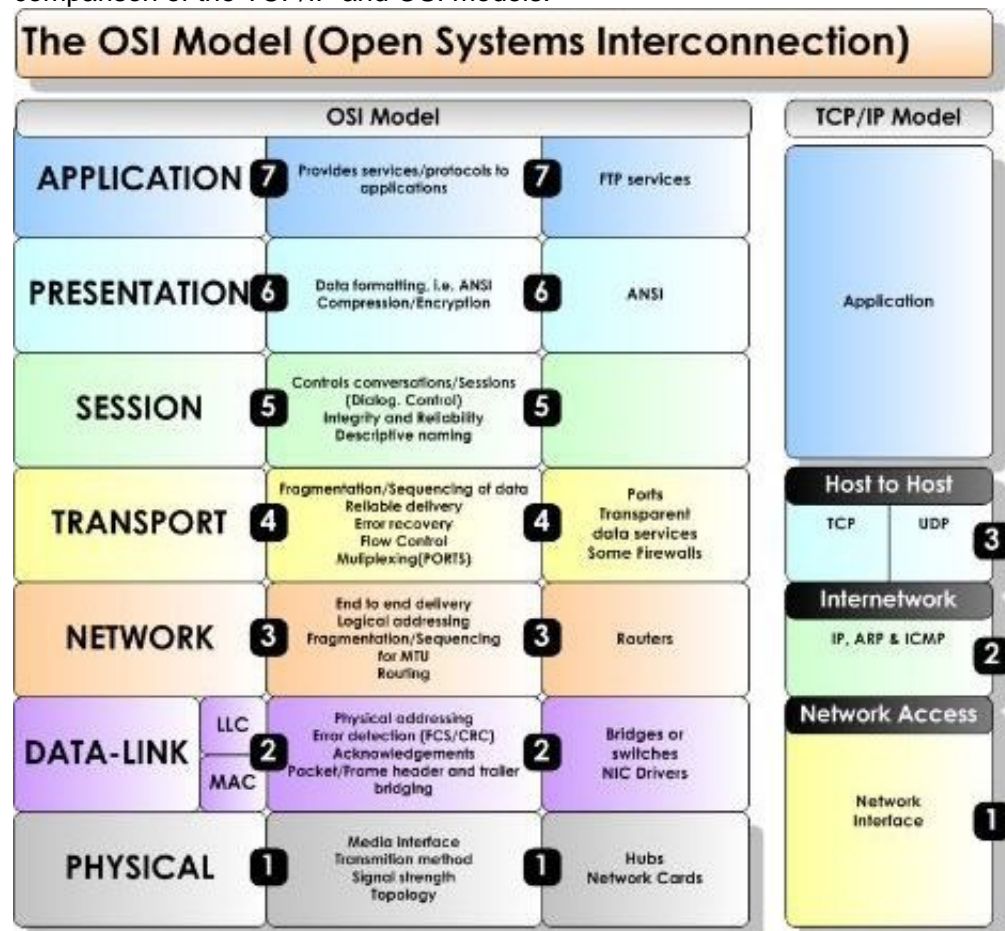 The OSI Model (Open Systems Interconnection)
OSI Model
TCP/IP Model
APPLICATION
7
Provides services/protocols to
applications
7
FTP services
PRESENTATION
6
Data formatting, i.e. ANSI
Compression/Encryption
6
ANSI
SESSION
5
Controls conversations/Sessions
(Dialog. Control)
Integrity and Reliability
Descriptive naming
5
TRANSPORT
4
Fragmentation/Sequencing of data
Reliable delivery
Error recovery
Flow Control
Muliplexing(PORTS)
4
Ports
Transparent
data services
Some Firewalls
NETWORK
3
End to end delivery
Logical addressing
Fragmentation/Sequencing
for MTU
Routing
3
Routers
DATA-LINK
LLC
MAC
2
Physical addressing
Error detection (FCS/CRC)
Acknowledgements
Packet/Frame header and trailer
bridging
2
Bridges or
switches
NIC Drivers
PHYSICAL
1
Media Interface
Transmition method
Signal strength
Topology
1
Hubs
Network Cards
Application
Host to Host
TCP
UDP
3
Internetwork
IP, ARP & ICMP
2
Network Access
Network
Interface
1